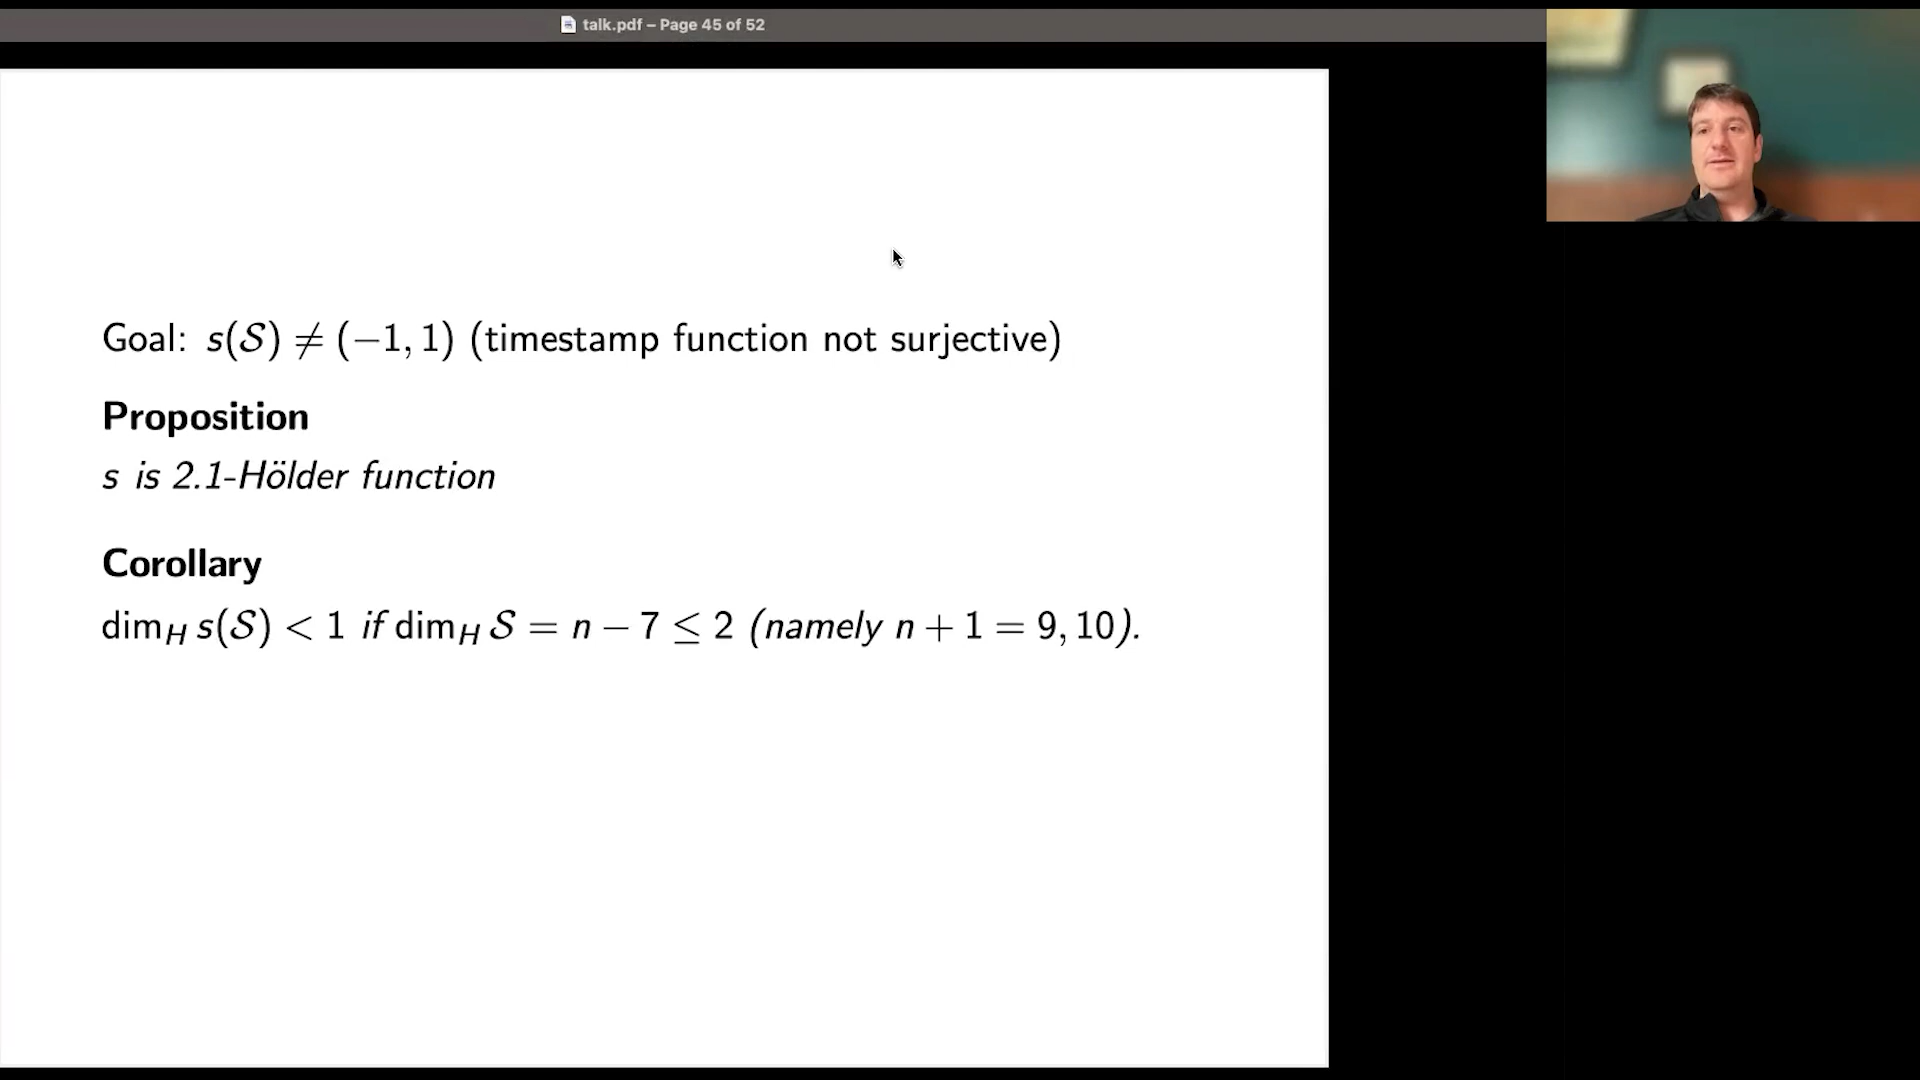 talk.pdf – Page 45 of 52
Goal: s(𝒮) ≠ (−1, 1) (timestamp function not surjective)
Proposition
s is 2.1-Hölder function
Corollary
dim_H s(𝒮) < 1 if dim_H 𝒮 = n − 7 ≤ 2 (namely n + 1 = 9, 10).